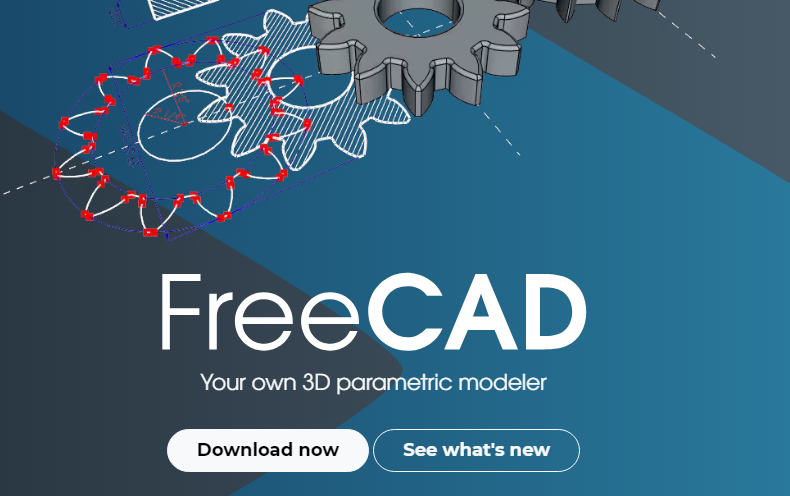 FreeCAD
Your own 3D parametric modeler
Download now
See what's new